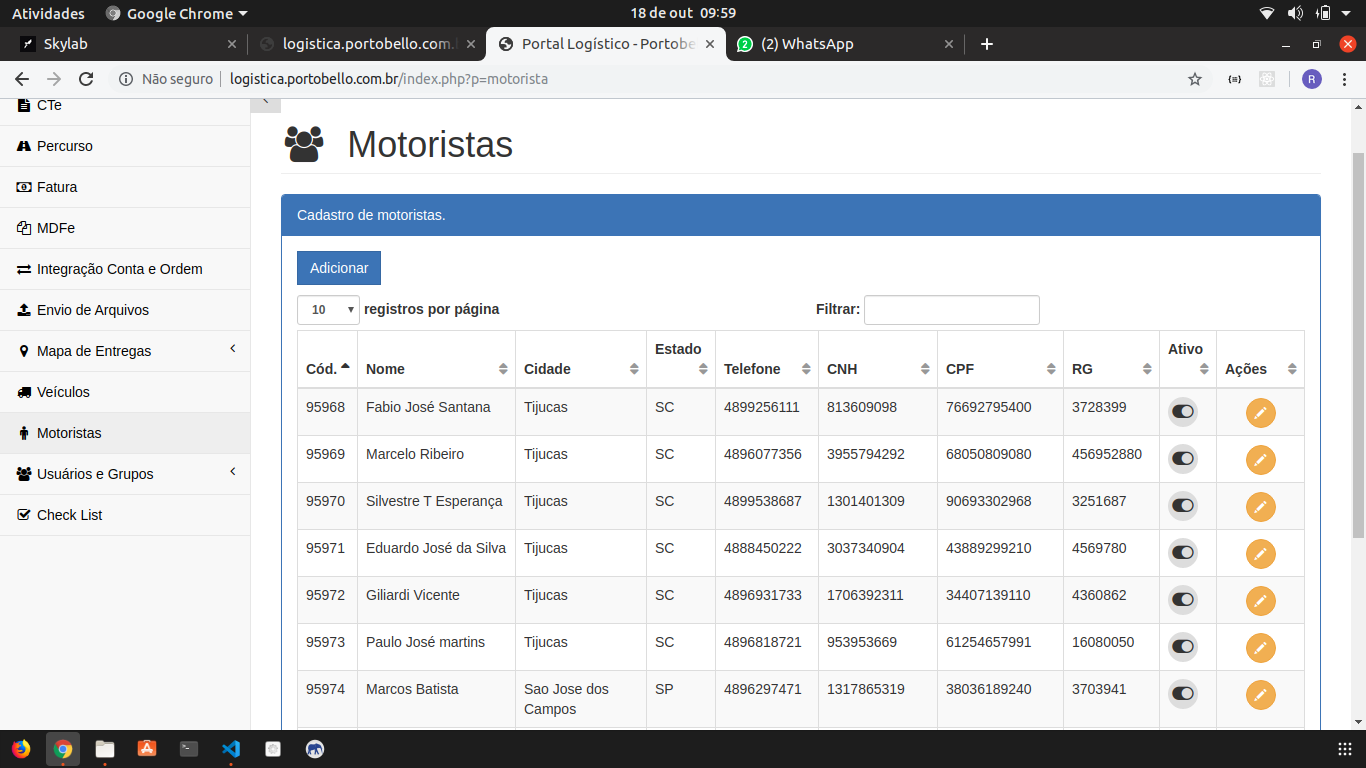 Atividades Google Chrome 18 de out 09:59
Skylab logistica.portobello.com. Portal Logístico - Portobe (2) WhatsApp
Não seguro logistica.portobello.com.br/index.php?p=motorista R
CTe
Percurso
Fatura
MDFe
Integração Conta e Ordem
Envio de Arquivos
Mapa de Entregas
Veículos
Motoristas
Usuários e Grupos
Check List
Motoristas
Cadastro de motoristas.
Adicionar
10 registros por página Filtrar:
Cód. Nome Cidade Estado Telefone CNH CPF RG Ativo Ações
95968 Fabio José Santana Tijucas SC 4899256111 813609098 76692795400 3728399
95969 Marcelo Ribeiro Tijucas SC 4896077356 3955794292 68050809080 456952880
95970 Silvestre T Esperança Tijucas SC 4899538687 1301401309 90693302968 3251687
95971 Eduardo José da Silva Tijucas SC 4888450222 3037340904 43889299210 4569780
95972 Giliardi Vicente Tijucas SC 4896931733 1706392311 34407139110 4360862
95973 Paulo José martins Tijucas SC 4896818721 953953669 61254657991 16080050
95974 Marcos Batista Sao Jose dos SP 4896297471 1317865319 38036189240 3703941
Campos